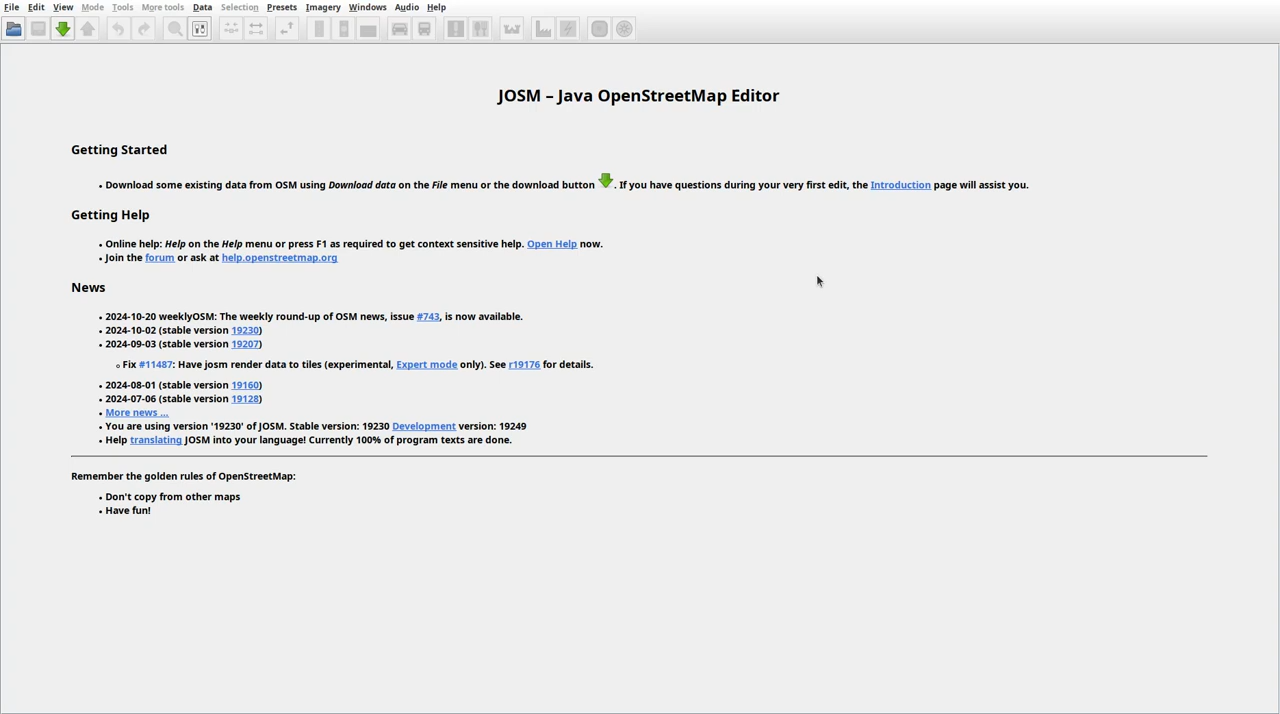 File Edit View Mode Tools More tools Data Selection Presets Imagery Windows Audio Help
JOSM – Java OpenStreetMap Editor
Getting Started
• Download some existing data from OSM using Download data on the File menu or the download button . If you have questions during your very first edit, the Introduction page will assist you.
Getting Help
• Online help: Help on the Help menu or press F1 as required to get context sensitive help. Open Help now.
• Join the forum or ask at help.openstreetmap.org
News
• 2024-10-20 weeklyOSM: The weekly round-up of OSM news, issue #743, is now available.
• 2024-10-02 (stable version 19230)
• 2024-09-03 (stable version 19207)
◦ Fix #11487: Have josm render data to tiles (experimental, Expert mode only). See r19176 for details.
• 2024-08-01 (stable version 19160)
• 2024-07-06 (stable version 19128)
• More news ...
• You are using version '19230' of JOSM. Stable version: 19230 Development version: 19249
• Help translating JOSM into your language! Currently 100% of program texts are done.
Remember the golden rules of OpenStreetMap:
• Don't copy from other maps
• Have fun!